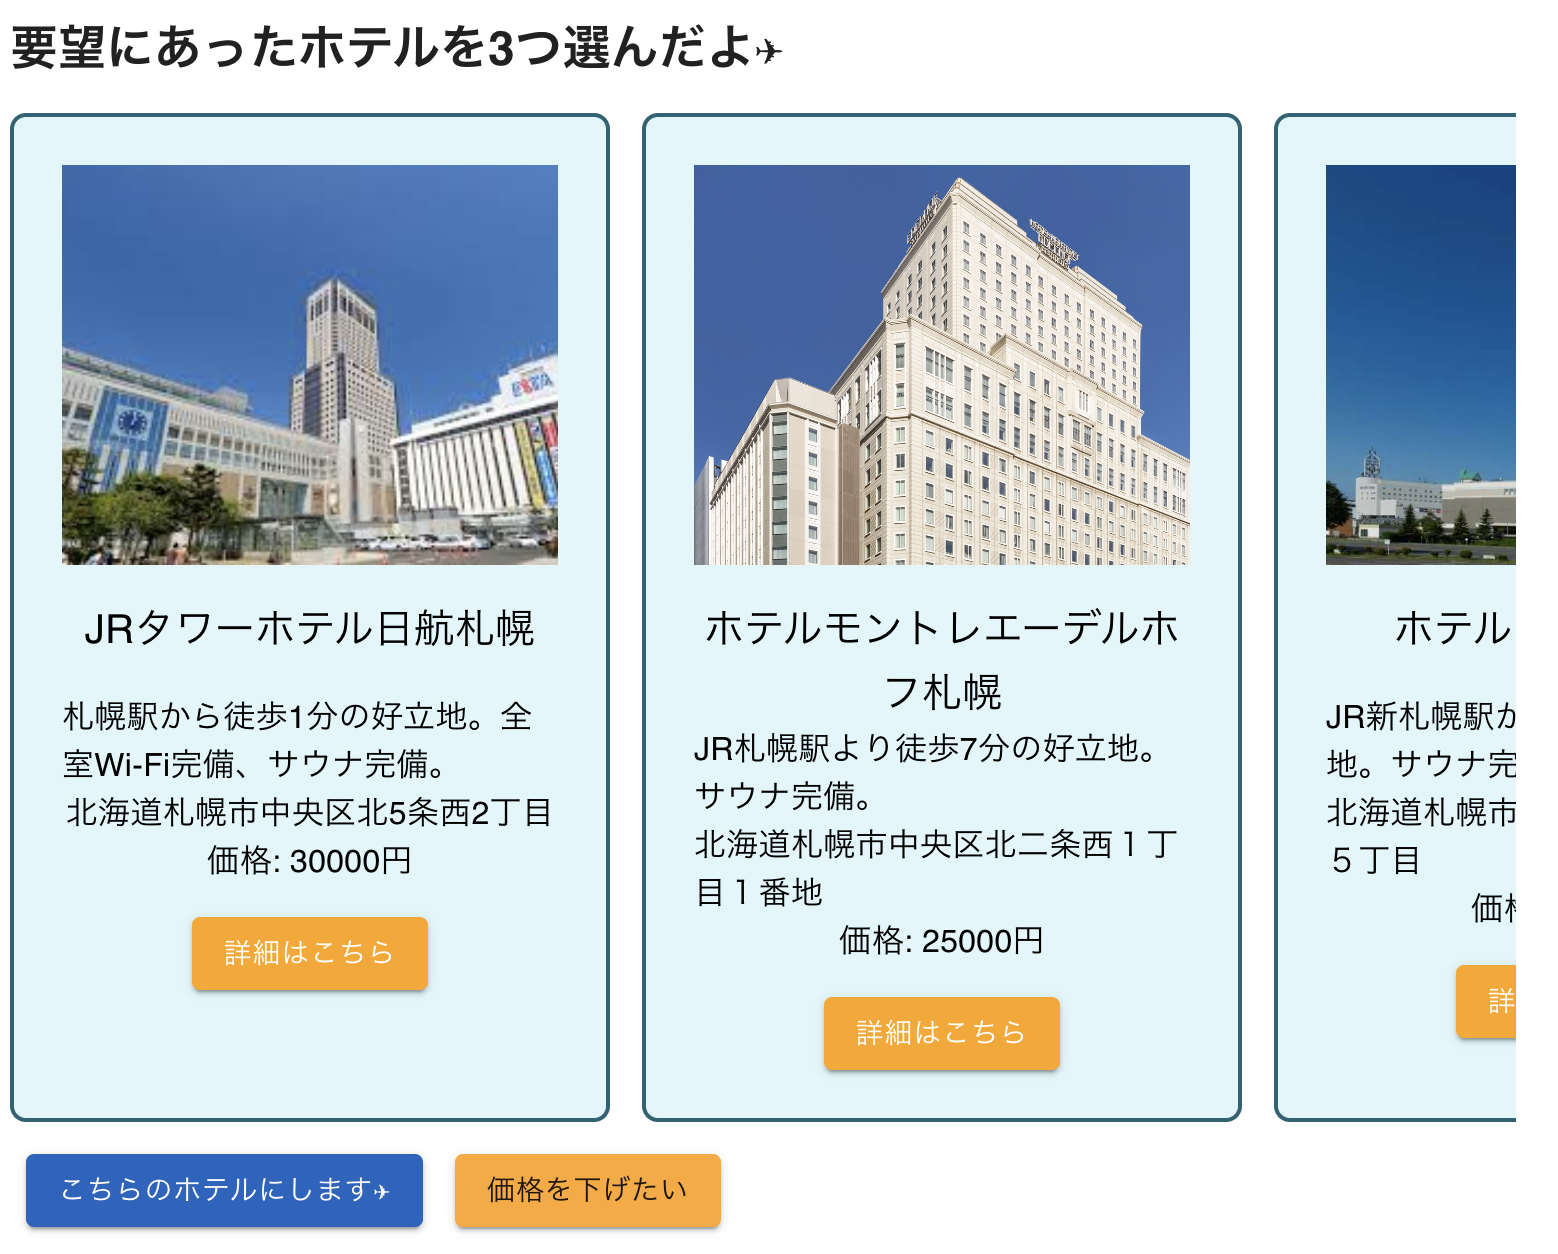 要望にあったホテルを3つ選んだよ✈
JRタワーホテル日航札幌
札幌駅から徒歩1分の好立地。全
室Wi-Fi完備、サウナ完備。
北海道札幌市中央区北5条西2丁目
価格: 30000円
詳細はこちら
ホテルモントレエーデルホ
フ札幌
JR札幌駅より徒歩7分の好立地。
サウナ完備。
北海道札幌市中央区北二条西１丁
目１番地
価格: 25000円
詳細はこちら
ホテル
JR新札幌駅か
地。サウナ完
北海道札幌市
５丁目
価格
詳
こちらのホテルにします✈
価格を下げたい